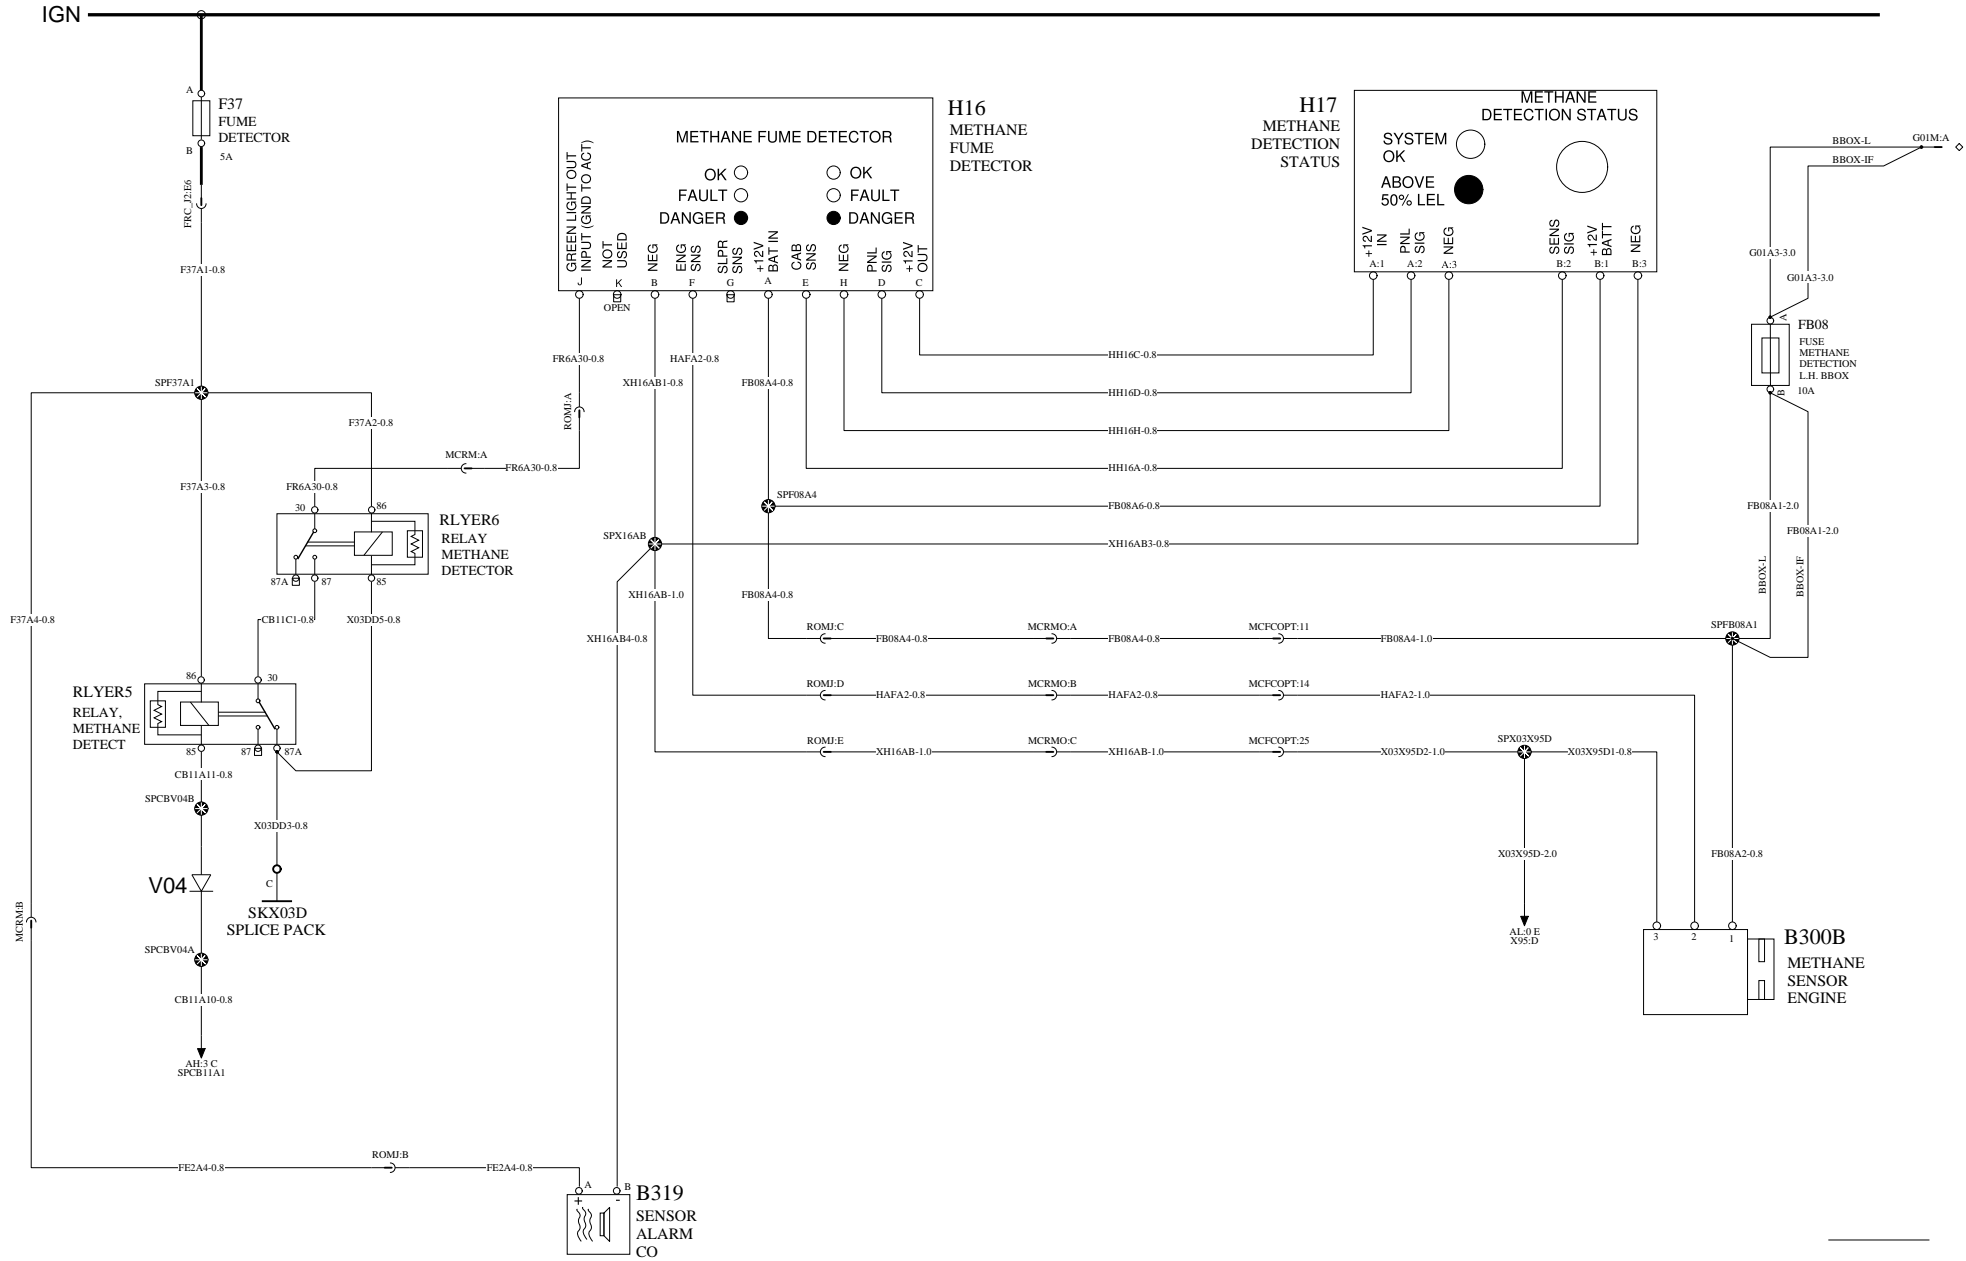 IGN
A
F37
FUME
DETECTOR
B
5A
FRC_J2:E6
F37A1-0.8
SPF37A1
F37A2-0.8
F37A3-0.8
MCRM:A
FR6A30-0.8
FR6A30-0.8
30
86
RLYER6
RELAY
METHANE
DETECTOR
87A
87
85
F37A4-0.8
CB11C1-0.8
X03DD5-0.8
86
30
RLYER5
RELAY,
METHANE
DETECT
85
87
87A
CB11A11-0.8
SPCBV04B
X03DD3-0.8
V04
C
SKX03D
SPLICE PACK
MCRM:B
SPCBV04A
CB11A10-0.8
AH:3 C
SPCB11A1
FE2A4-0.8
ROMJ:B
FE2A4-0.8
A
B
+
-
B319
SENSOR
ALARM
CO
H16
METHANE
FUME
DETECTOR
METHANE FUME DETECTOR
OK
OK
FAULT
FAULT
DANGER
DANGER
GREEN LIGHT OUT
INPUT (GND TO ACT)
NOT
USED
NEG
ENG
SNS
SLPR
SNS
+12V
BAT IN
CAB
SNS
NEG
PNL
SIG
+12V
OUT
J
K
B
F
G
A
E
H
D
C
OPEN
FR6A30-0.8
ROMJ:A
XH16AB1-0.8
HAFA2-0.8
FB08A4-0.8
H17
METHANE
DETECTION
STATUS
METHANE
DETECTION STATUS
SYSTEM
OK
ABOVE
50% LEL
+12V
IN
PNL
SIG
NEG
SENS
SIG
+12V
BATT
NEG
A:1
A:2
A:3
B:2
B:1
B:3
HH16C-0.8
HH16D-0.8
HH16H-0.8
HH16A-0.8
SPF08A4
FB08A6-0.8
SPX16AB
XH16AB3-0.8
XH16AB-1.0
FB08A4-0.8
XH16AB4-0.8
ROMJ:C
FB08A4-0.8
MCRMO:A
FB08A4-0.8
MCFCOPT:11
FB08A4-1.0
SPFB08A1
ROMJ:D
HAFA2-0.8
MCRMO:B
HAFA2-0.8
MCFCOPT:14
HAFA2-1.0
ROMJ:E
XH16AB-1.0
MCRMO:C
XH16AB-1.0
MCFCOPT:25
X03X95D2-1.0
SPX03X95D
X03X95D1-0.8
X03X95D-2.0
AL:0 E
X95:D
FB08A2-0.8
3
2
1
B300B
METHANE
SENSOR
ENGINE
BBOX-L
BBOX-IF
G01M:A
G01A3-3.0
G01A3-3.0
A
FB08
FUSE
METHANE
DETECTION
L.H. BBOX
10A
B
FB08A1-2.0
FB08A1-2.0
BBOX-L
BBOX-IF